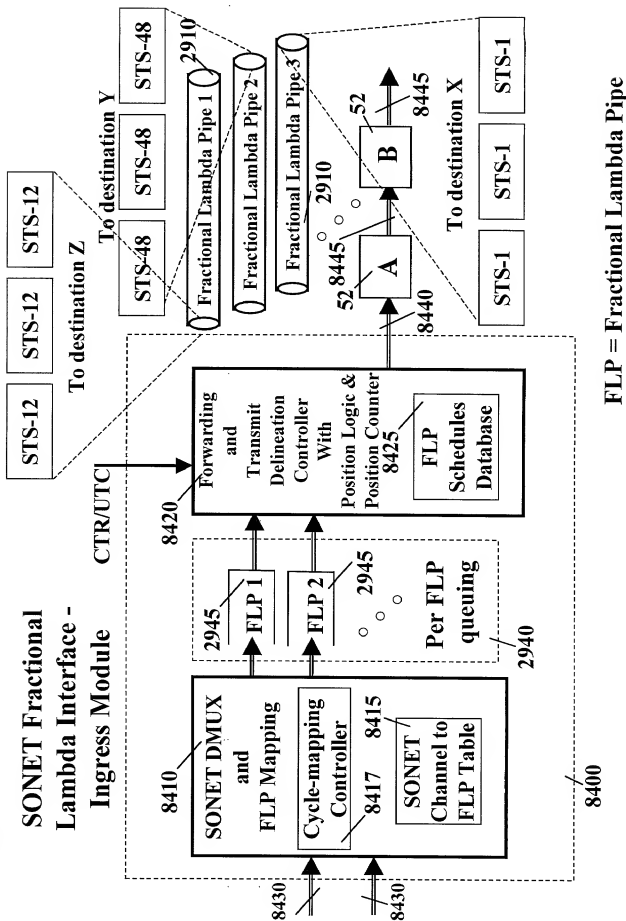 SONET Fractional
Lambda Interface -
Ingress Module
8410
SONET DMUX
and
FLP Mapping
Cycle-mapping
Controller
8417
8415
SONET
Channel to
FLP Table
8430
8430
8400
2945
FLP 1
FLP 2
2945
Per FLP
queuing
2940
CTR/UTC
8420
Forwarding
and
Transmit
Delineation
Controller
With
Position Logic &
Position Counter
8425
FLP
Schedules
Database
8440
STS-12
STS-12
STS-12
To destination Z
To destination Y
STS-48
STS-48
STS-48
Fractional Lambda Pipe 1
2910
Fractional Lambda Pipe 2
Fractional Lambda Pipe 3
2910
52
A
8445
52
B
8445
To destination X
STS-1
STS-1
STS-1
FLP = Fractional Lambda Pipe